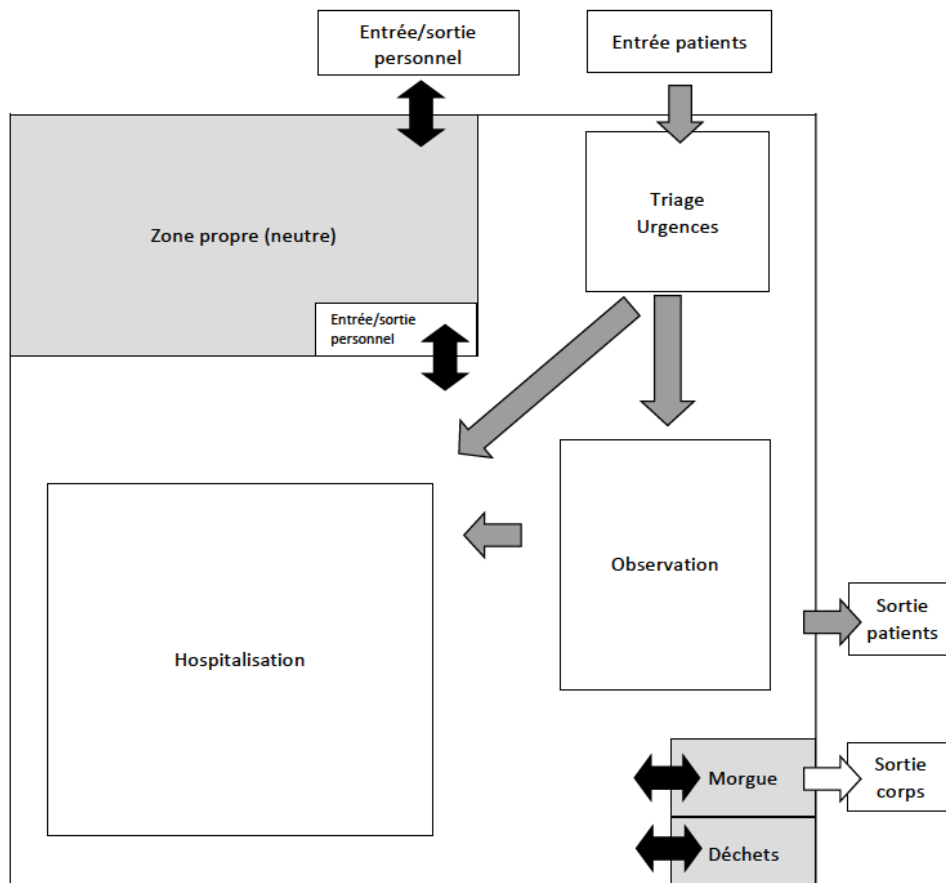 Entrée/sortie
personnel
Entrée patients
Triage
Urgences
Zone propre (neutre)
Entrée/sortie
personnel
Observation
Hospitalisation
Sortie
patients
Morgue
Sortie
corps
Déchets